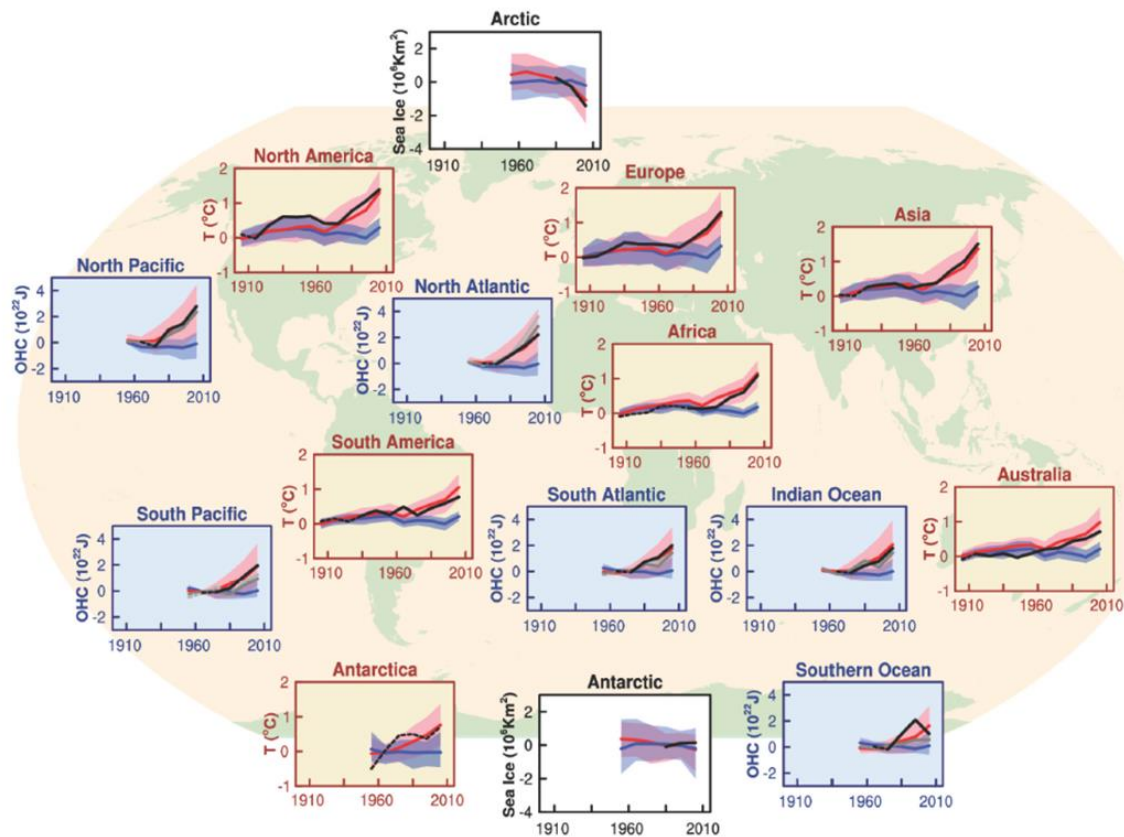 Arctic
Sea Ice (10⁶Km²)
2
0
-2
-4
1910 1960 2010
North America
T (°C)
2
1
0
-1
1910 1960 2010
Europe
T (°C)
2
1
0
-1
1910 1960 2010
Asia
T (°C)
2
1
0
-1
1910 1960 2010
North Pacific
OHC (10²²J)
4
2
0
-2
1910 1960 2010
North Atlantic
OHC (10²²J)
4
2
0
-2
1910 1960 2010
Africa
T (°C)
2
1
0
-1
1910 1960 2010
South America
T (°C)
2
1
0
-1
1910 1960 2010
South Pacific
OHC (10²²J)
4
2
0
-2
1910 1960 2010
South Atlantic
OHC (10²²J)
4
2
0
-2
1910 1960 2010
Indian Ocean
OHC (10²²J)
4
2
0
-2
1910 1960 2010
Australia
T (°C)
2
1
0
-1
1910 1960 2010
Antarctica
T (°C)
2
1
0
-1
1910 1960 2010
Antarctic
Sea Ice (10⁶Km²)
2
0
-2
-4
1910 1960 2010
Southern Ocean
OHC (10²²J)
4
2
0
-2
1910 1960 2010